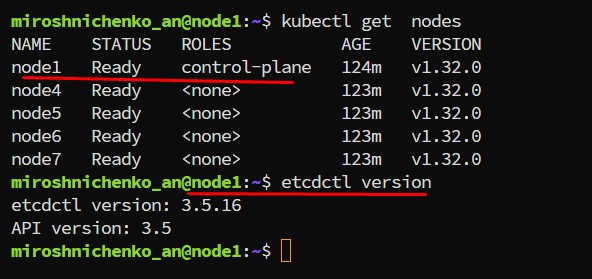 miroshnichenko_an@node1:~$ kubectl get  nodes
NAME    STATUS   ROLES           AGE    VERSION
node1   Ready    control-plane   124m   v1.32.0
node4   Ready    <none>          123m   v1.32.0
node5   Ready    <none>          123m   v1.32.0
node6   Ready    <none>          123m   v1.32.0
node7   Ready    <none>          123m   v1.32.0
miroshnichenko_an@node1:~$ etcdctl version
etcdctl version: 3.5.16
API version: 3.5
miroshnichenko_an@node1:~$